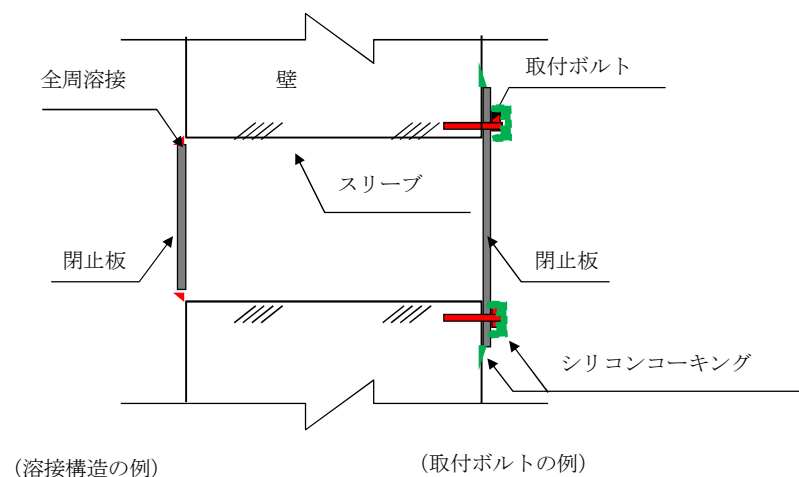 全周溶接
壁
取付ボルト
スリーブ
閉止板
閉止板
シリコンコーキング
(溶接構造の例)
(取付ボルトの例)